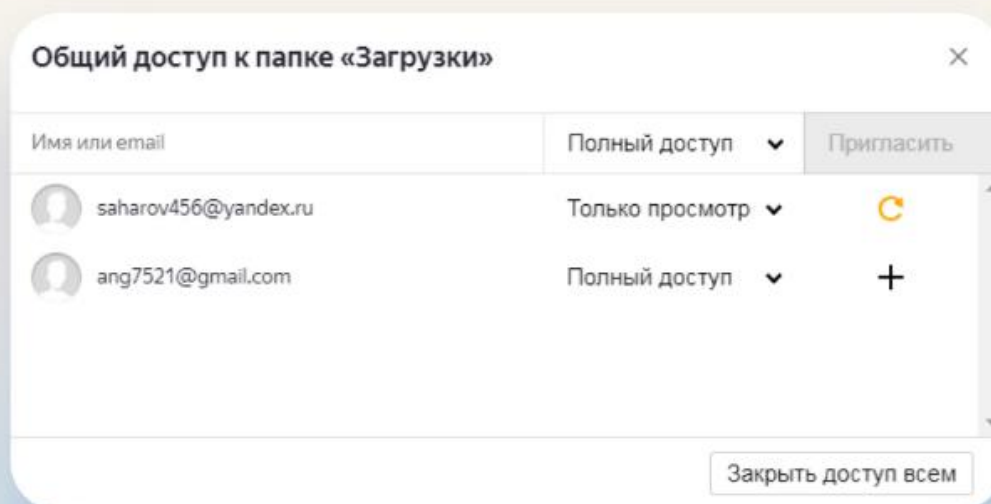 Общий доступ к папке «Загрузки»
Имя или email Полный доступ Пригласить
saharov456@yandex.ru Только просмотр
ang7521@gmail.com Полный доступ
Закрыть доступ всем